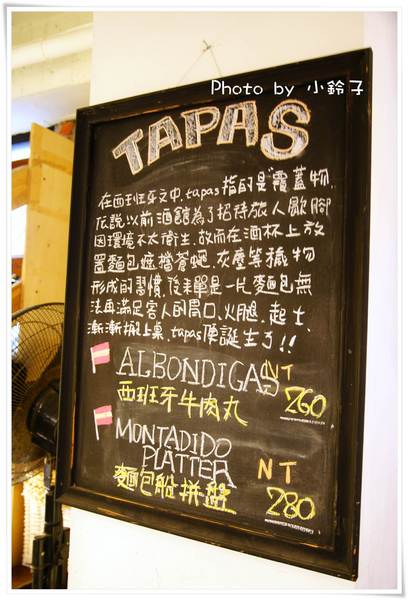 Photo by 小鈴子
TAPAS
在西班牙文中,tapas指的是"覆蓋物,
傳說以前酒館為了招待旅人歇腳
因環境不太衛生,故而在酒杯上放
置麵包遮擋蒼蠅、灰塵等穢物
形成的習慣,後來單是一片麵包無
法再滿足客人的胃口,火腿、起士、
漸漸搬上桌,tapas便誕生了!!
ALBONDIGAS NT
西班牙牛肉丸 260
MONTADIDO
PLATTER NT
麵包船拼盤 280